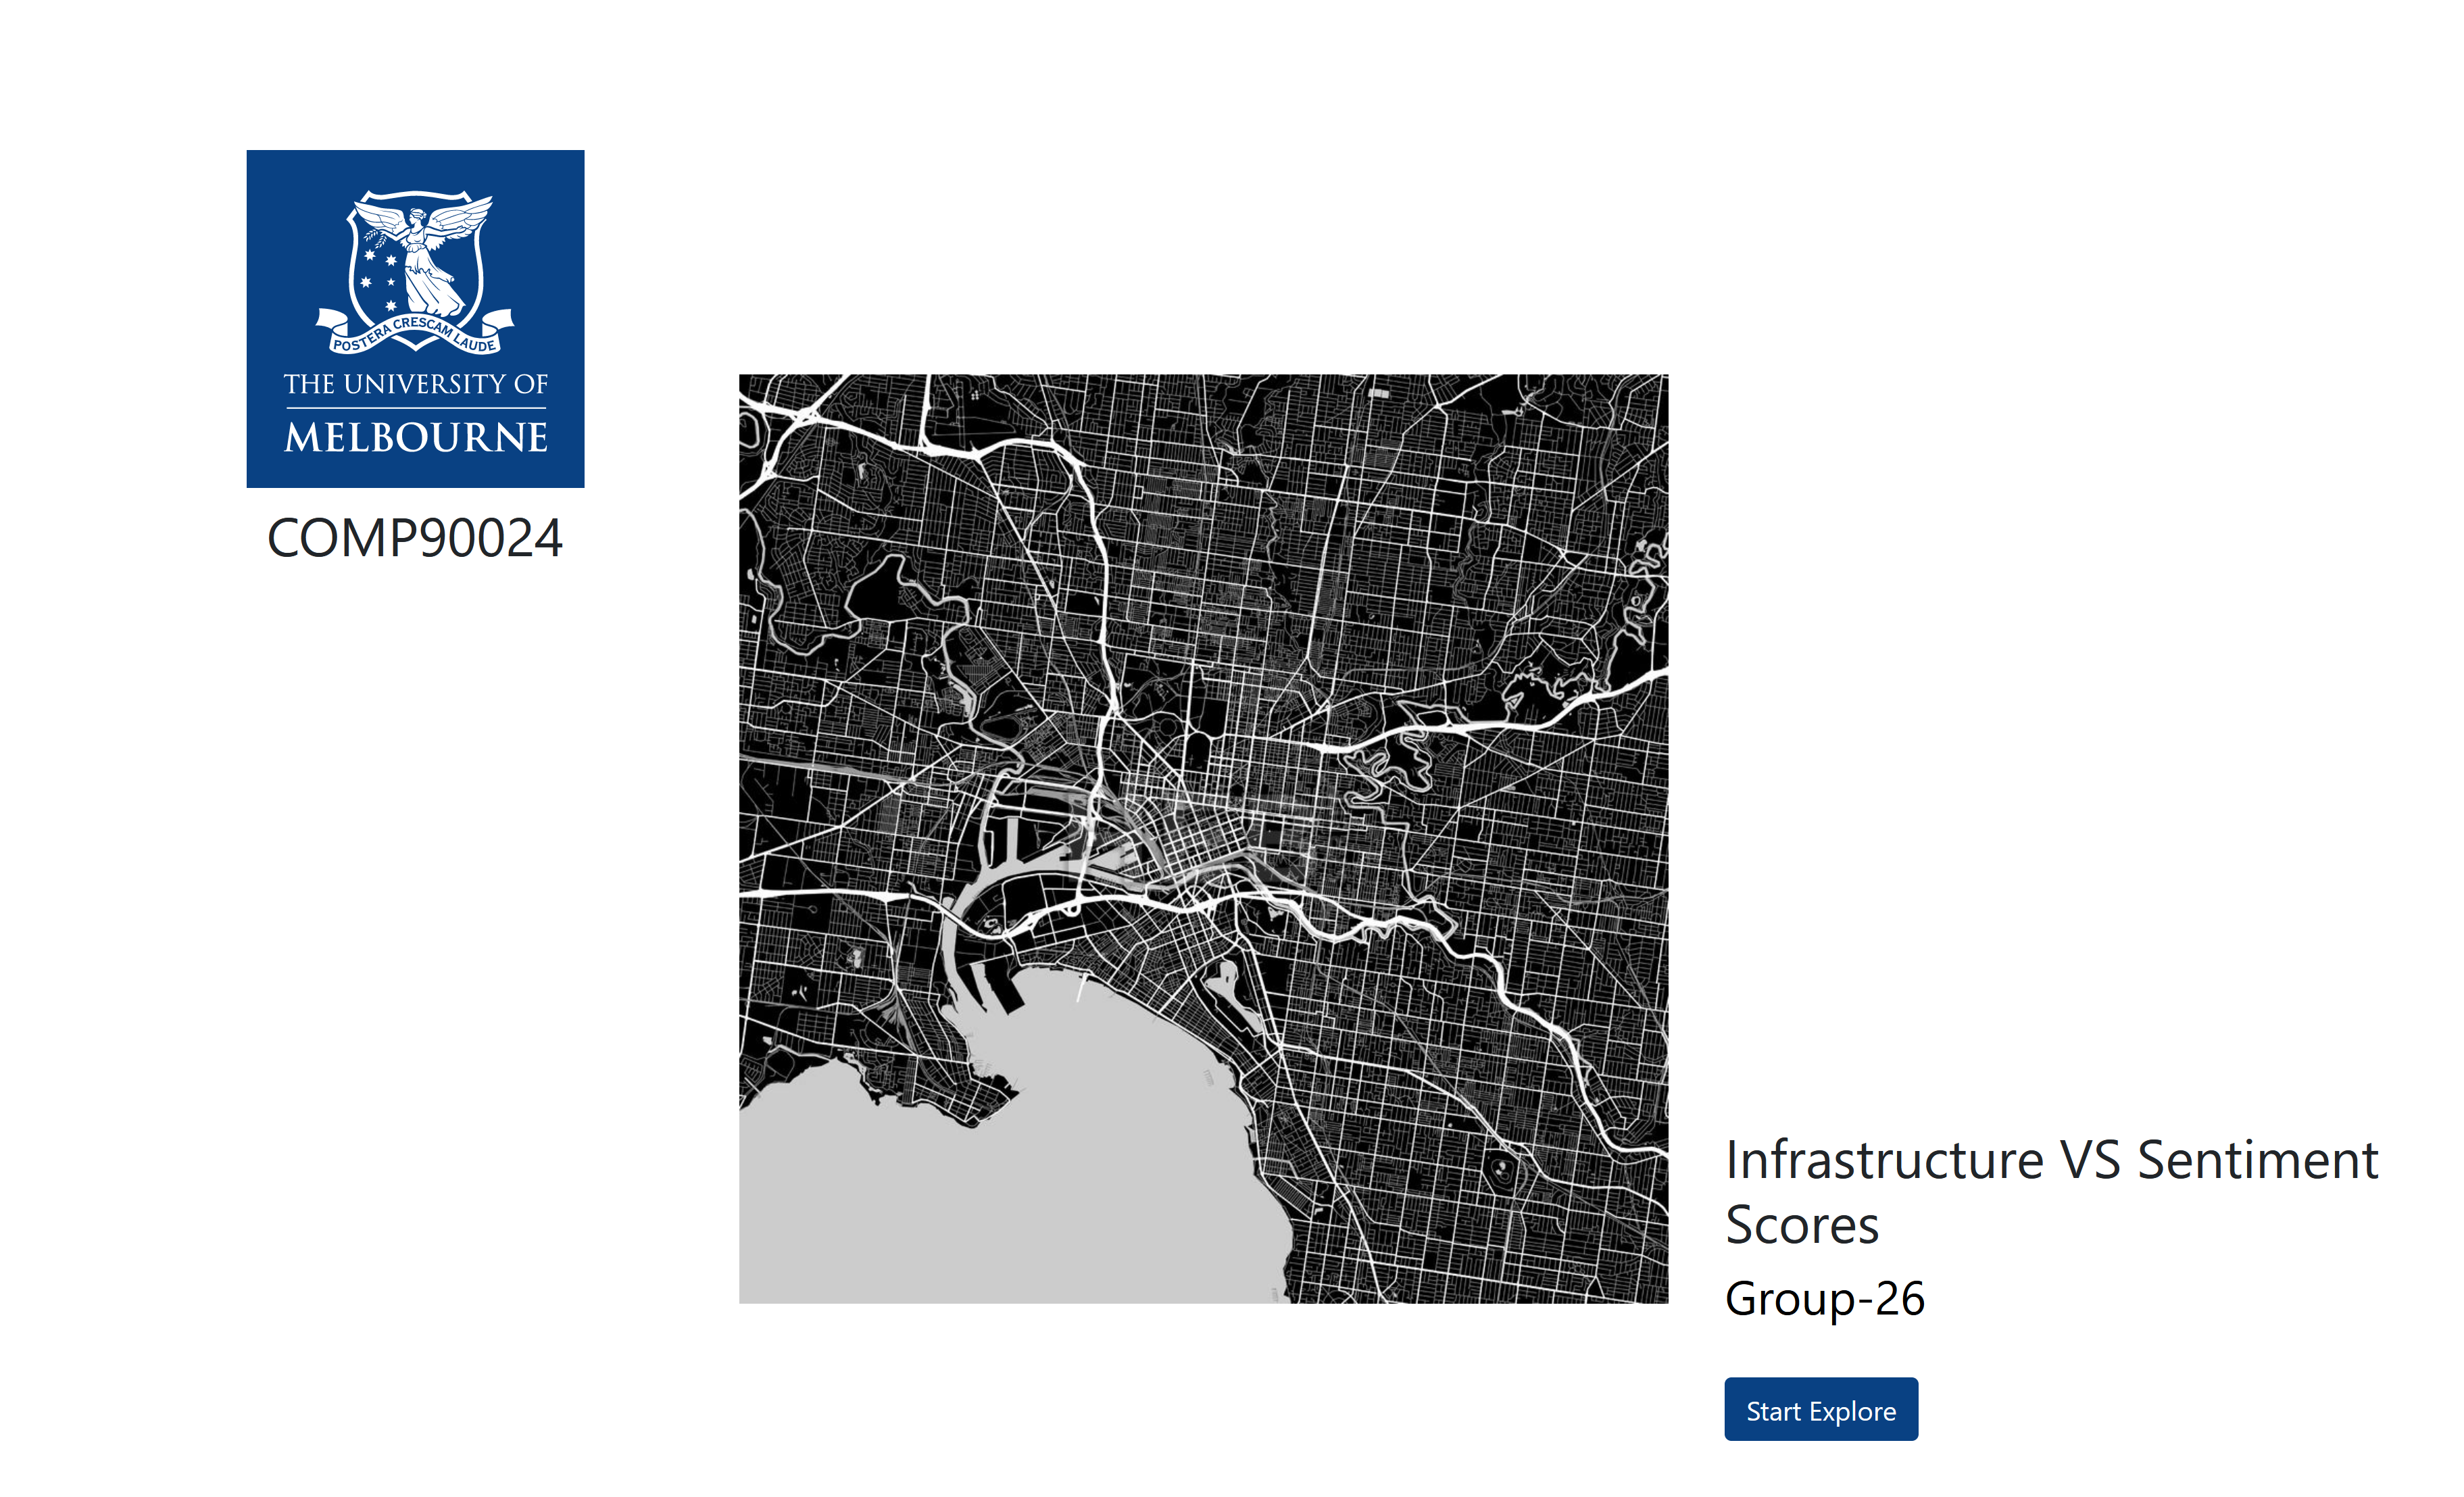 POSTERA CRESCAM LAUDE
THE UNIVERSITY OF
MELBOURNE
COMP90024
Infrastructure VS Sentiment
Scores
Group-26
Start Explore